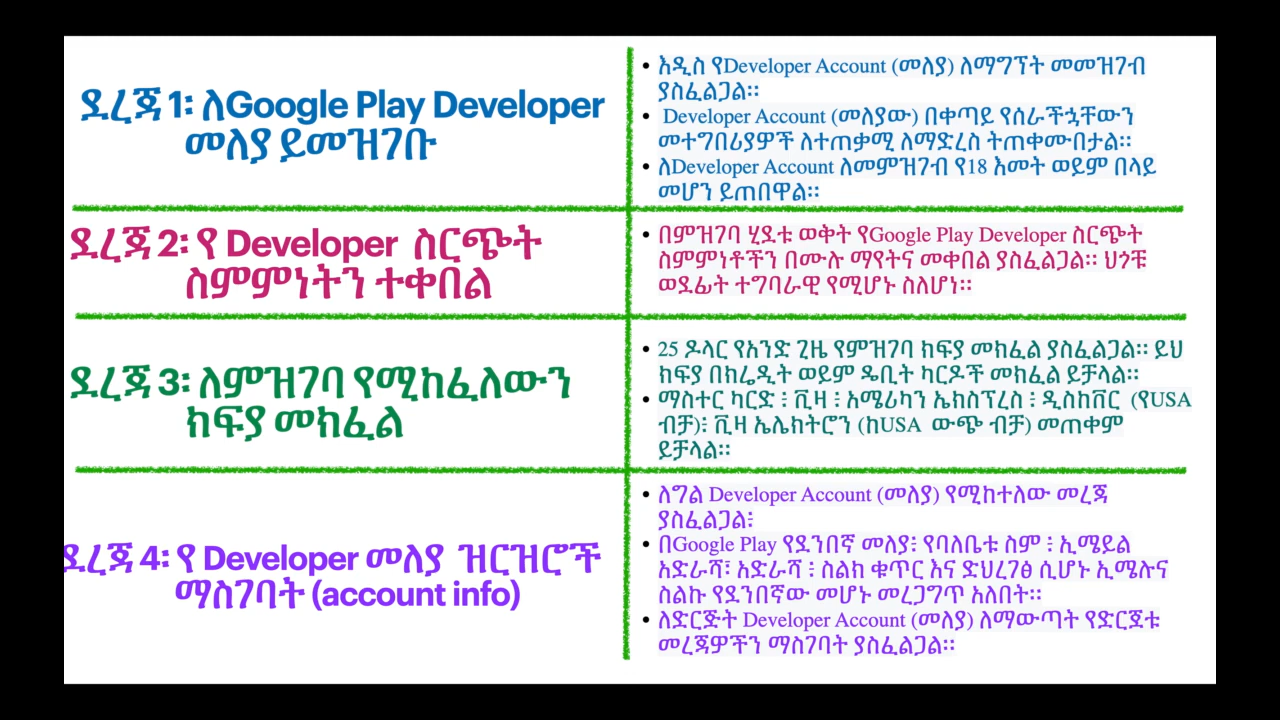 ደረጃ 1፡ ለGoogle Play Developer
መለያ ይመዝገቡ
• እዲስ የDeveloper Account (መለያ) ለማግኘት መመዝገብ
ያስፈልጋል።
• Developer Account (መለያው) በቀጣይ የሰራችኋቸውን
መተግበሪያዎች ለተጠቃሚ ለማድረስ ትጠቀሙበታል።
• ለDeveloper Account ለመምዝገብ የ18 እመት ወይም በላይ
መሆን ይጠበዋል።
ደረጃ 2፡ የ Developer ስርጭት
ስምምነትን ተቀበል
• በምዝገባ ሂደቱ ወቅት የGoogle Play Developer ስርጭት
ስምምነቶችን በሙሉ ማየትና መቀበል ያስፈልጋል። ህጎቹ
ወደፊት ተግባራዊ የሚሆኑ ስለሆነ።
ደረጃ 3፡ ለምዝገባ የሚከፈለውን
ክፍያ መክፈል
• 25 ዶላር የአንድ ጊዜ የምዝገባ ክፍያ መክፈል ያስፈልጋል። ይህ
ክፍያ በክሬዲት ወይም ዴቢት ካርዶች መክፈል ይቻላል።
• ማስተር ካርድ ፤ ቪዛ ፤ አሜሪካን ኤክስፕረስ ፤ ዲስከቨር (የUSA
ብቻ)፤ ቪዛ ኤሌክትሮን (ከUSA ውጭ ብቻ) መጠቀም
ይቻላል።
ደረጃ 4፡ የ Developer መለያ ዝርዝሮች
ማስገባት (account info)
• ለግል Developer Account (መለያ) የሚከተለው መረጃ
ያስፈልጋል፤
• በGoogle Play የደንበኛ መለያ፤ የባለቤቱ ስም ፤ ኢሜይል
አድራሻ፣ አድራሻ ፤ ስልክ ቁጥር እና ድህረገፅ ሲሆኑ ኢሜሉና
ስልኩ የደንበኛው መሆኑ መረጋግጥ አለበት።
• ለድርጅት Developer Account (መለያ) ለማውጣት የድርጀቱ
መረጃዎችን ማስገባት ያስፈልጋል።